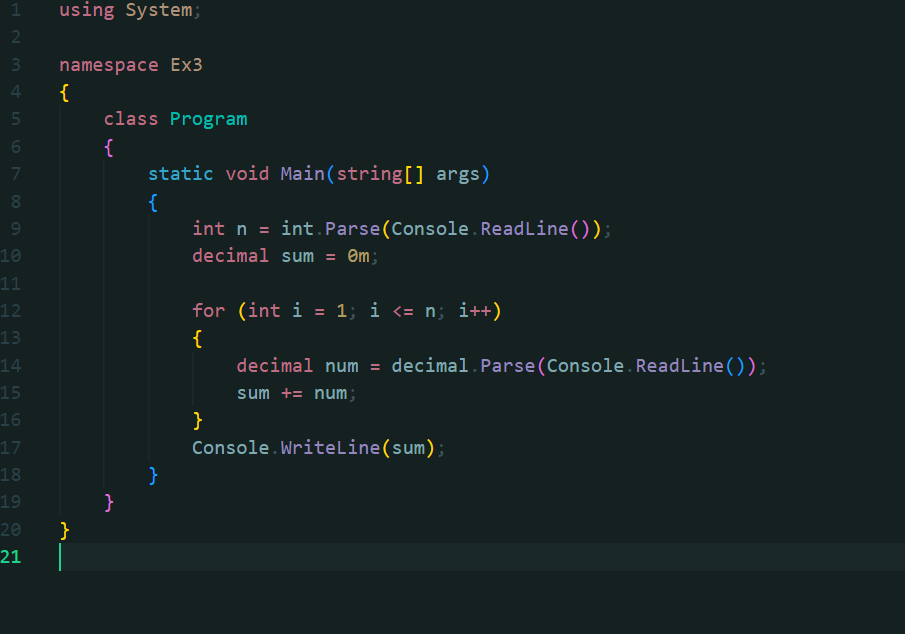 1 using System;
2
3 namespace Ex3
4 {
5 class Program
6 {
7 static void Main(string[] args)
8 {
9 int n = int.Parse(Console.ReadLine());
10 decimal sum = 0m;
11
12 for (int i = 1; i <= n; i++)
13 {
14 decimal num = decimal.Parse(Console.ReadLine());
15 sum += num;
16 }
17 Console.WriteLine(sum);
18 }
19 }
20 }
21